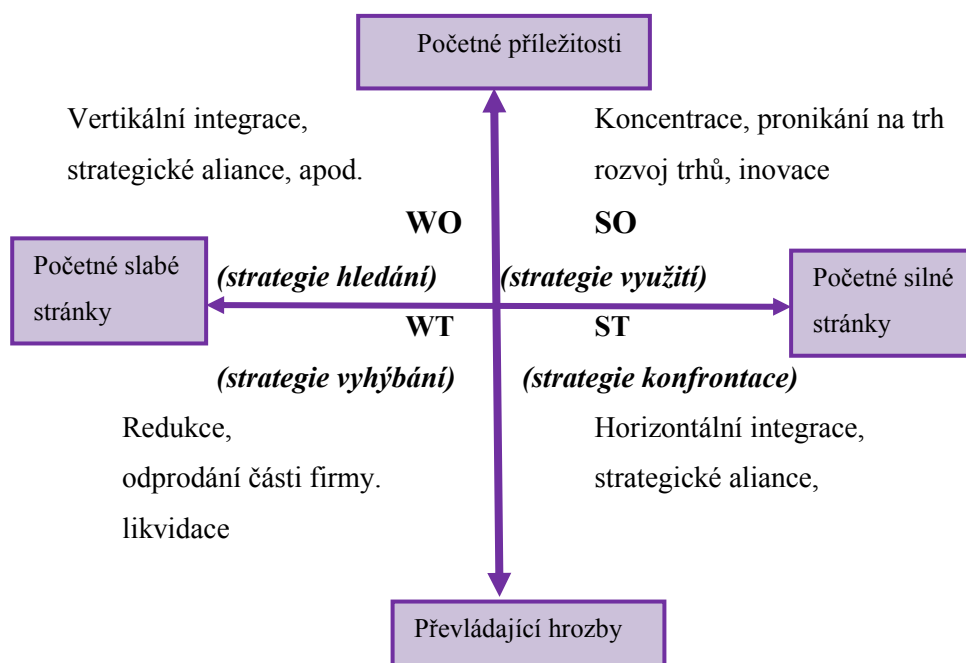 Početné příležitosti
Vertikální integrace,
strategické aliance, apod.
Koncentrace, pronikání na trh
rozvoj trhů, inovace
WO
SO
Početné slabé
stránky
(strategie hledání)
(strategie využití)
Početné silné
stránky
WT
ST
(strategie vyhýbání)
(strategie konfrontace)
Redukce,
odprodání části firmy.
likvidace
Horizontální integrace,
strategické aliance,
Převládající hrozby